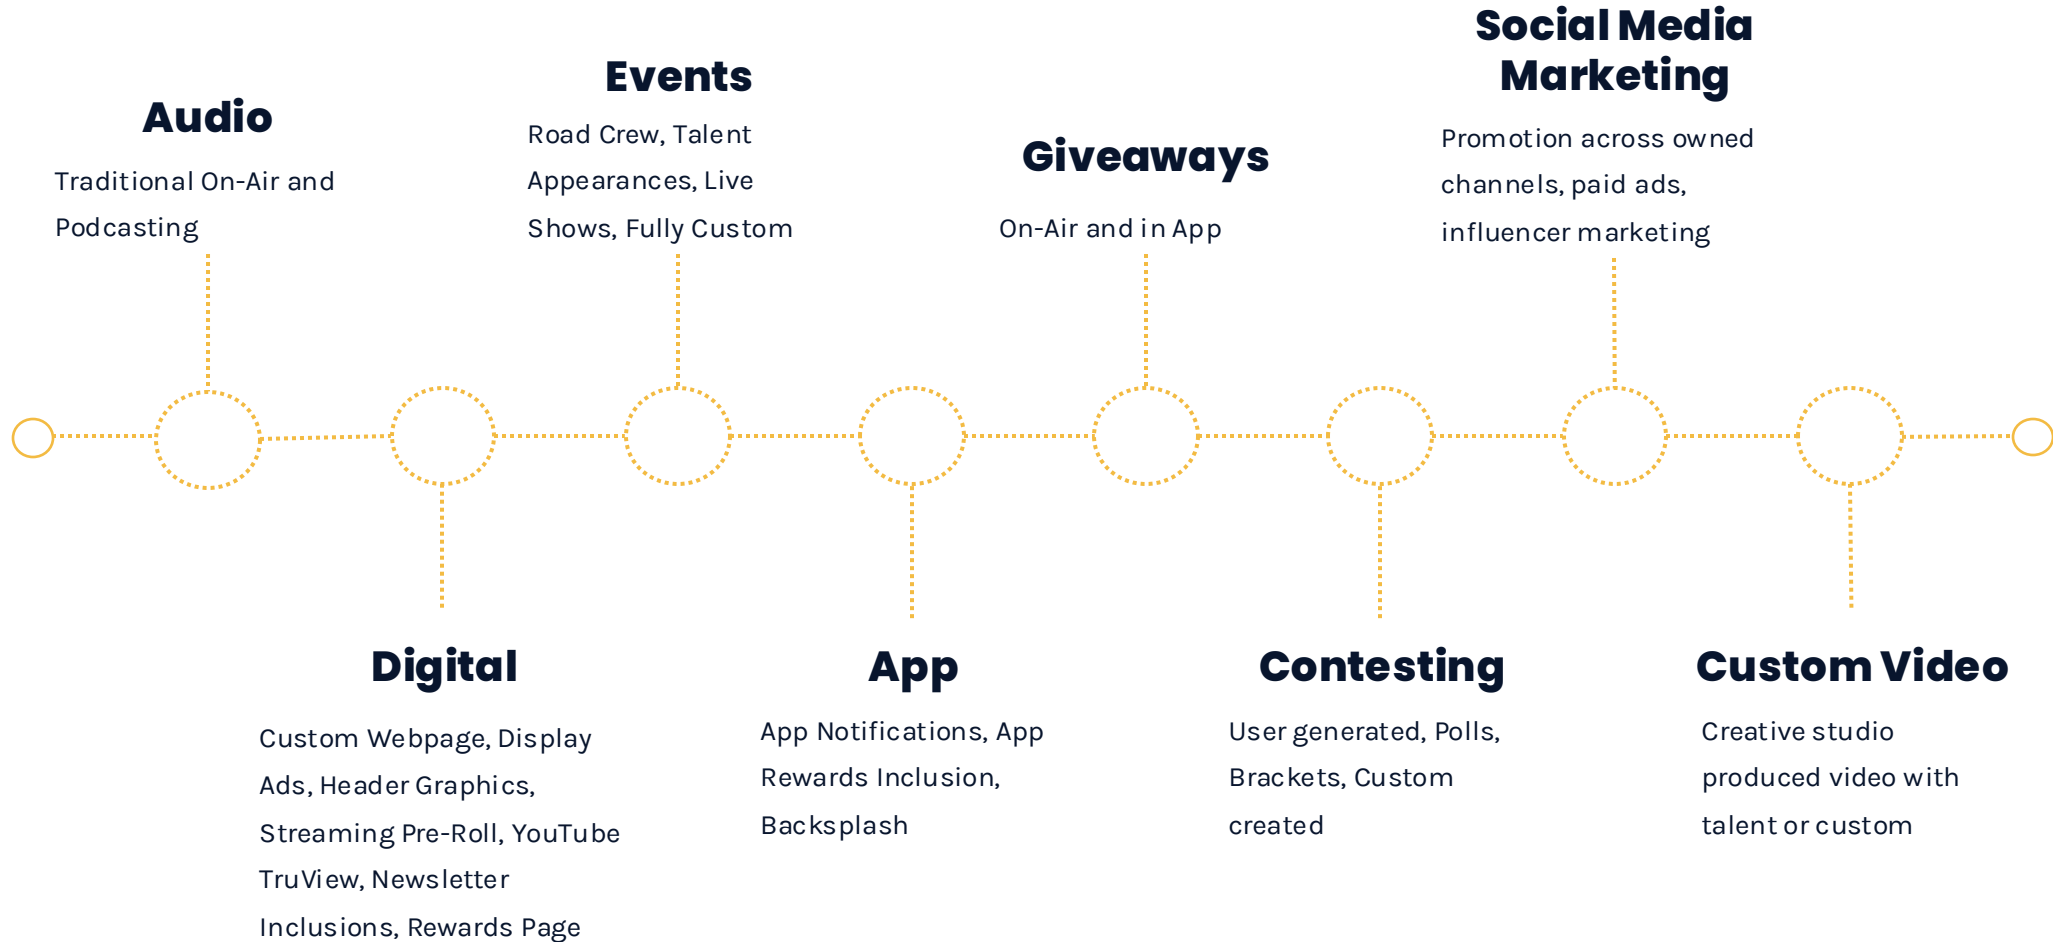 Audio
Traditional On-Air and
Podcasting
Events
Road Crew, Talent
Appearances, Live
Shows, Fully Custom
Giveaways
On-Air and in App
Social Media
Marketing
Promotion across owned
channels, paid ads,
influencer marketing
Digital
Custom Webpage, Display
Ads, Header Graphics,
Streaming Pre-Roll, YouTube
TruView, Newsletter
Inclusions, Rewards Page
App
App Notifications, App
Rewards Inclusion,
Backsplash
Contesting
User generated, Polls,
Brackets, Custom
created
Custom Video
Creative studio
produced video with
talent or custom